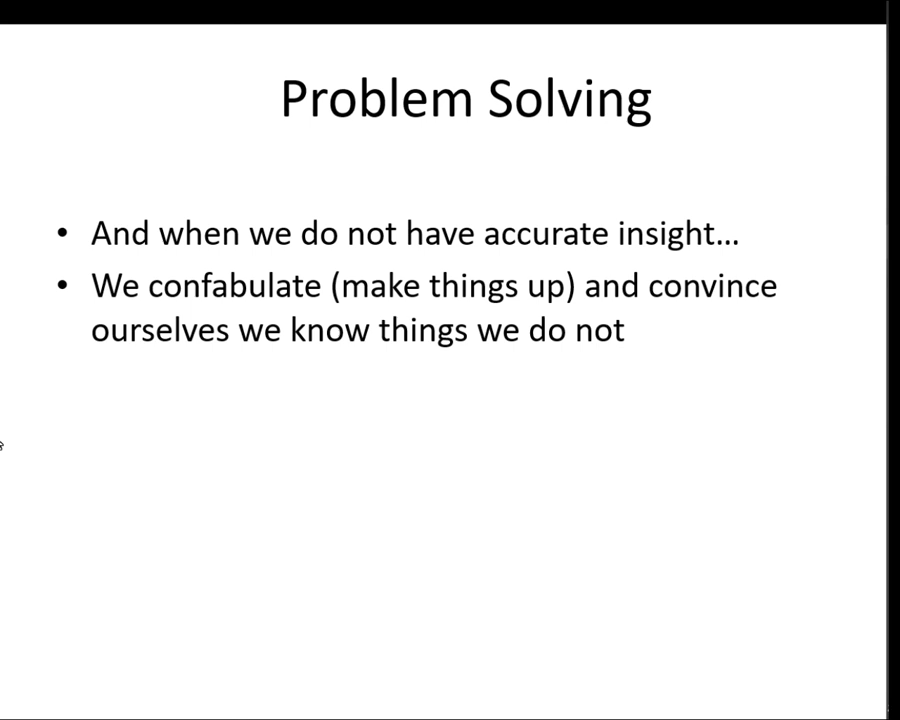 Problem Solving
• And when we do not have accurate insight...
• We confabulate (make things up) and convince
ourselves we know things we do not